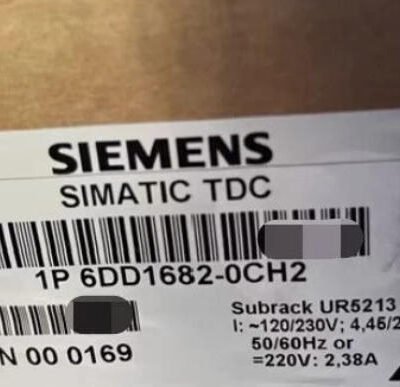 SIEMENS
SIMATIC TDC
1P 6DD1682-0CH2
Subrack UR5213
I: ~120/230V; 4,45/2
50/60Hz or
=220V: 2,38A
N 00 0169